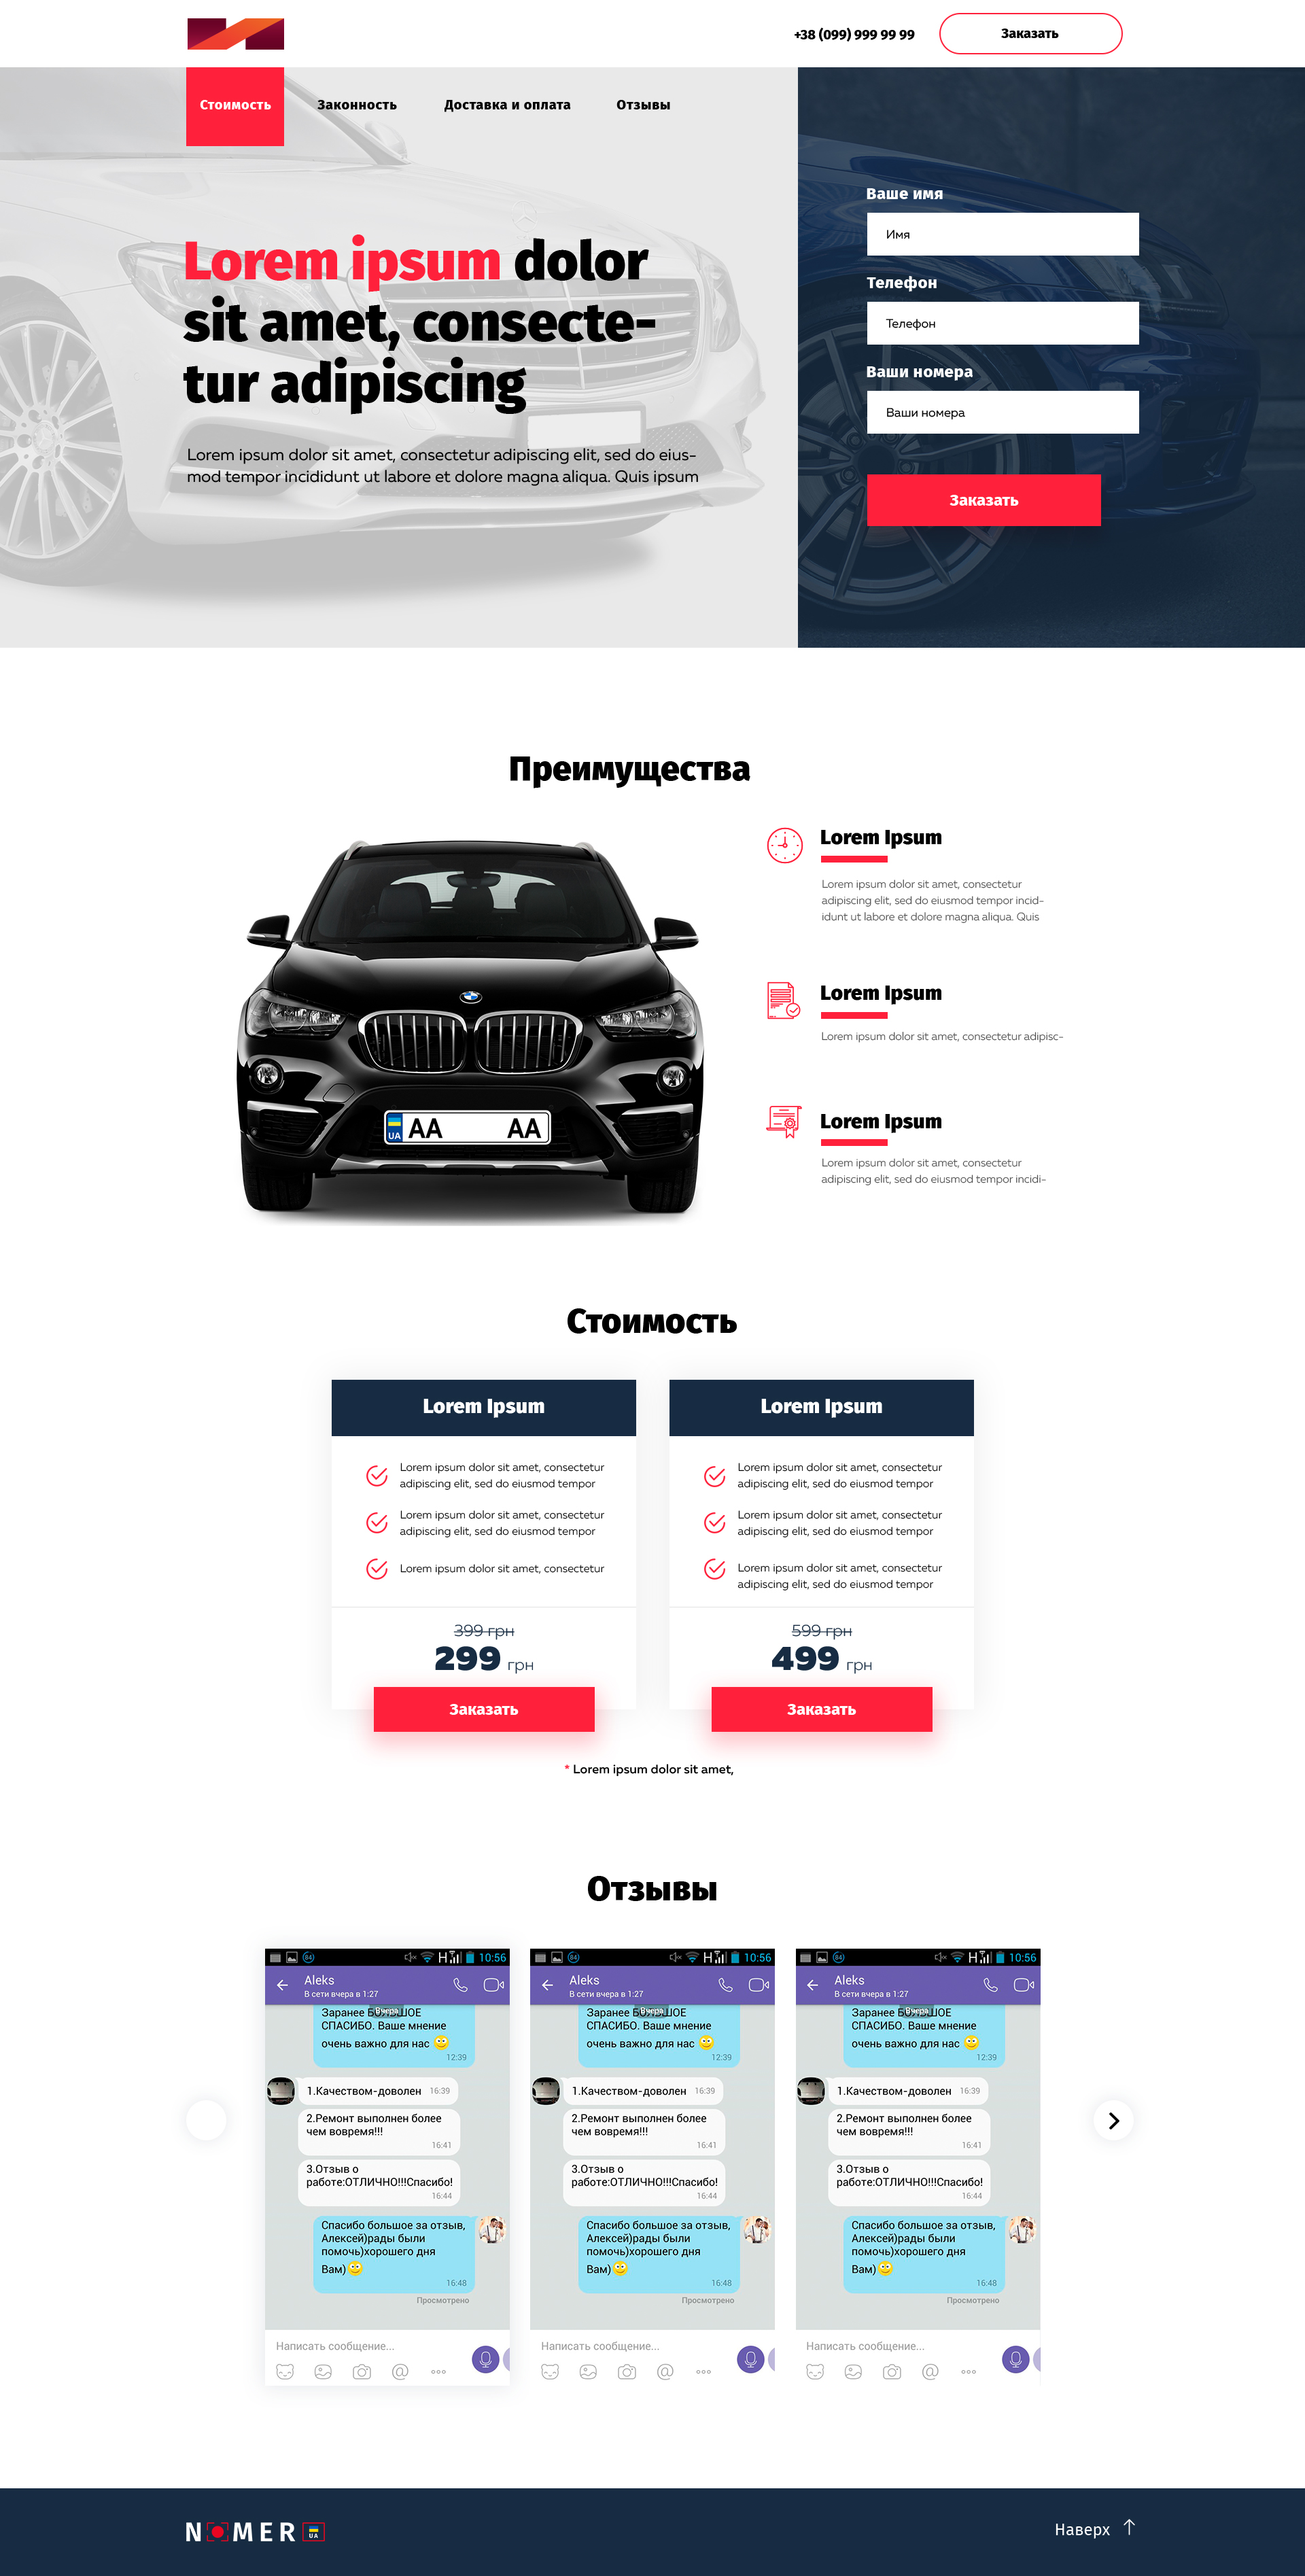 +38 (099) 999 99 99
Заказать
Стоимость
Законность
Доставка и оплата
Отзывы
Lorem ipsum dolor
sit amet, consecte-
tur adipiscing
Lorem ipsum dolor sit amet, consectetur adipiscing elit, sed do eius-
mod tempor incididunt ut labore et dolore magna aliqua. Quis ipsum
Ваше имя
Имя
Телефон
Телефон
Ваши номера
Ваши номера
Заказать
Преимущества
UA AA AA
Lorem Ipsum
Lorem ipsum dolor sit amet, consectetur
adipiscing elit, sed do eiusmod tempor incid-
idunt ut labore et dolore magna aliqua. Quis
Lorem Ipsum
Lorem ipsum dolor sit amet, consectetur adipisc-
Lorem Ipsum
Lorem ipsum dolor sit amet, consectetur
adipiscing elit, sed do eiusmod tempor incidi-
Стоимость
Lorem Ipsum
Lorem ipsum dolor sit amet, consectetur
adipiscing elit, sed do eiusmod tempor
Lorem ipsum dolor sit amet, consectetur
adipiscing elit, sed do eiusmod tempor
Lorem ipsum dolor sit amet, consectetur
399 грн
299 грн
Заказать
Lorem Ipsum
Lorem ipsum dolor sit amet, consectetur
adipiscing elit, sed do eiusmod tempor
Lorem ipsum dolor sit amet, consectetur
adipiscing elit, sed do eiusmod tempor
Lorem ipsum dolor sit amet, consectetur
adipiscing elit, sed do eiusmod tempor
599 грн
499 грн
Заказать
* Lorem ipsum dolor sit amet,
Отзывы
84 H 10:56
Aleks
В сети вчера в 1:27
Вчера
Заранее БОЛЬШОЕ
СПАСИБО. Ваше мнение
очень важно для нас
12:39
1.Качеством-доволен 16:39
2.Ремонт выполнен более
чем вовремя!!!
16:41
3.Отзыв о
работе:ОТЛИЧНО!!!Спасибо!
16:44
Спасибо большое за отзыв,
Алексей)рады были
помочь)хорошего дня
Вам)
16:48
Просмотрено
Написать сообщение...
84 H 10:56
Aleks
В сети вчера в 1:27
Вчера
Заранее БОЛЬШОЕ
СПАСИБО. Ваше мнение
очень важно для нас
12:39
1.Качеством-доволен 16:39
2.Ремонт выполнен более
чем вовремя!!!
16:41
3.Отзыв о
работе:ОТЛИЧНО!!!Спасибо!
16:44
Спасибо большое за отзыв,
Алексей)рады были
помочь)хорошего дня
Вам)
16:48
Просмотрено
Написать сообщение...
84 H 10:56
Aleks
В сети вчера в 1:27
Вчера
Заранее БОЛЬШОЕ
СПАСИБО. Ваше мнение
очень важно для нас
12:39
1.Качеством-доволен 16:39
2.Ремонт выполнен более
чем вовремя!!!
16:41
3.Отзыв о
работе:ОТЛИЧНО!!!Спасибо!
16:44
Спасибо большое за отзыв,
Алексей)рады были
помочь)хорошего дня
Вам)
16:48
Просмотрено
Написать сообщение...
NOMER UA
Наверх